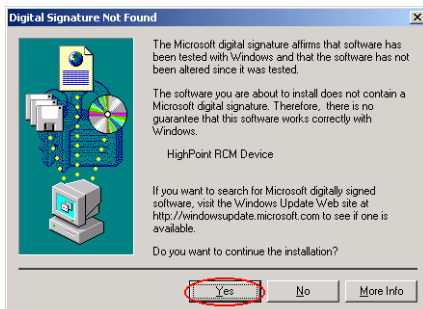 Digital Signature Not Found
The Microsoft digital signature affirms that software has
been tested with Windows and that the software has not
been altered since it was tested.
The software you are about to install does not contain a
Microsoft digital signature. Therefore, there is no
guarantee that this software works correctly with
Windows.
HighPoint RCM Device
If you want to search for Microsoft digitally signed
software, visit the Windows Update Web site at
http://windowsupdate.microsoft.com to see if one is
available.
Do you want to continue the installation?
Yes No More Info